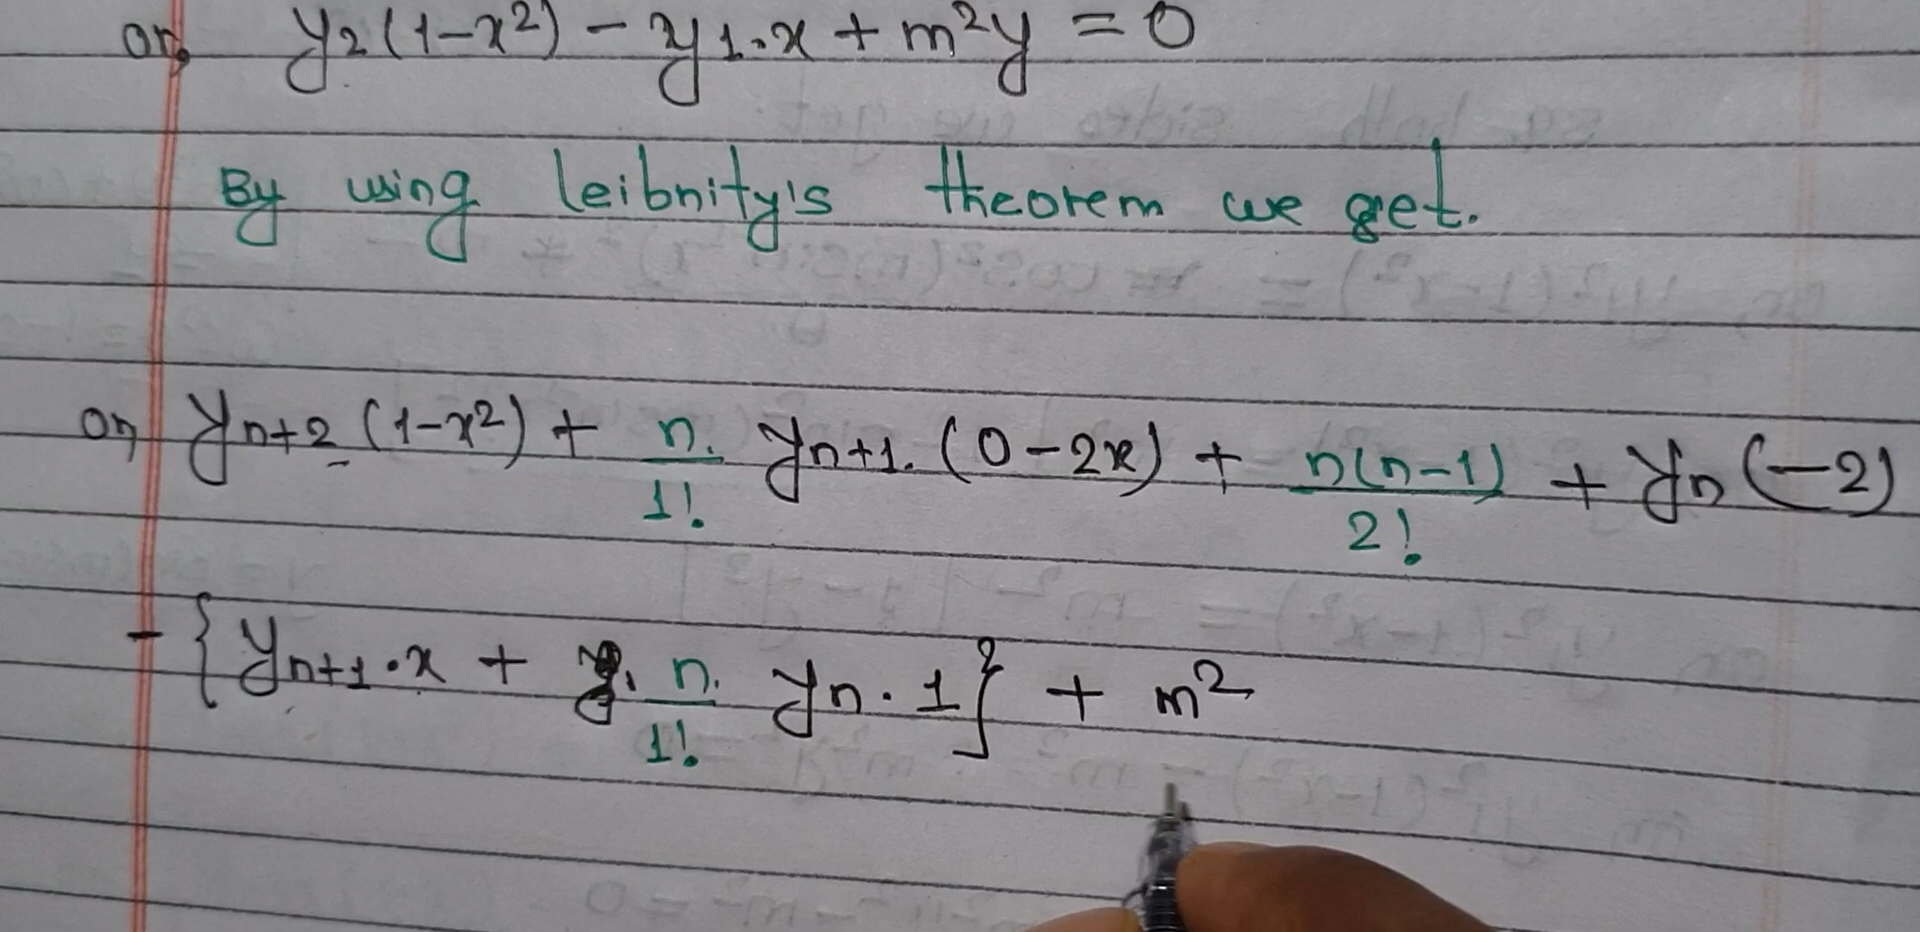 or, y₂(1-x²) - y₁.x + m²y = 0
By using leibnity's theorem we get.
or, yₙ₊₂ (1-x²) + n/1! yₙ₊₁. (0-2x) + n(n-1)/2! + yₙ(-2)
- {yₙ₊₁.x + n/1! yₙ.1} + m²